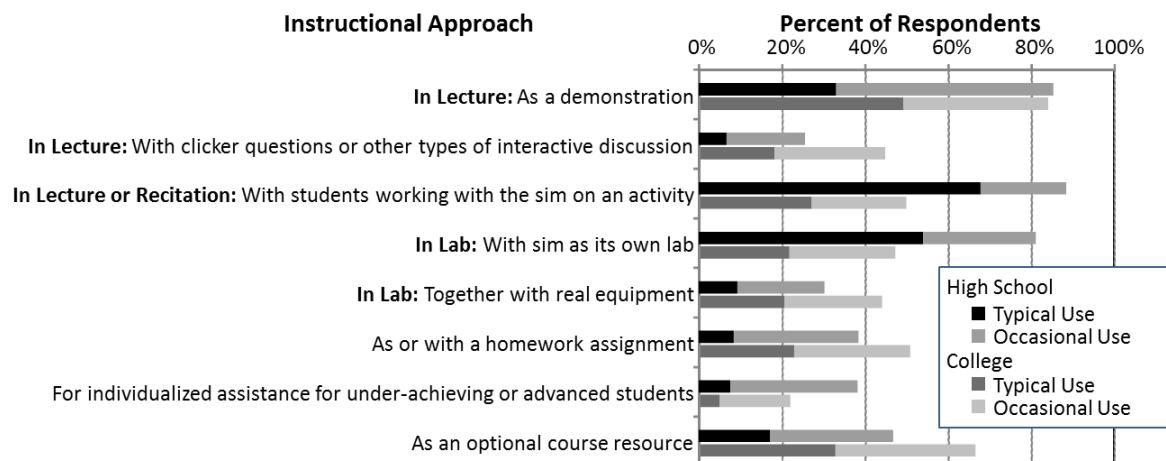 Instructional Approach
Percent of Respondents
0% 20% 40% 60% 80% 100%
In Lecture: As a demonstration
In Lecture: With clicker questions or other types of interactive discussion
In Lecture or Recitation: With students working with the sim on an activity
In Lab: With sim as its own lab
In Lab: Together with real equipment
As or with a homework assignment
For individualized assistance for under-achieving or advanced students
As an optional course resource
High School
Typical Use
Occasional Use
College
Typical Use
Occasional Use